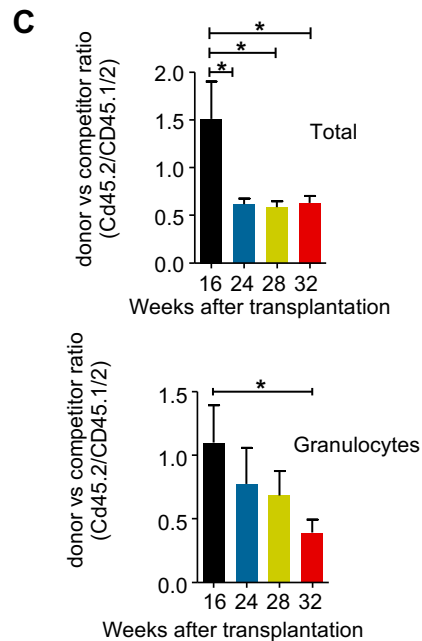 C
*
*
*
donor vs competitor ratio
(Cd45.2/CD45.1/2)
2.0
1.5
1.0
0.5
0.0
Total
16 24 28 32
Weeks after transplantation
donor vs competitor ratio
(Cd45.2/CD45.1/2)
1.5
1.0
0.5
0.0
*
Granulocytes
16 24 28 32
Weeks after transplantation